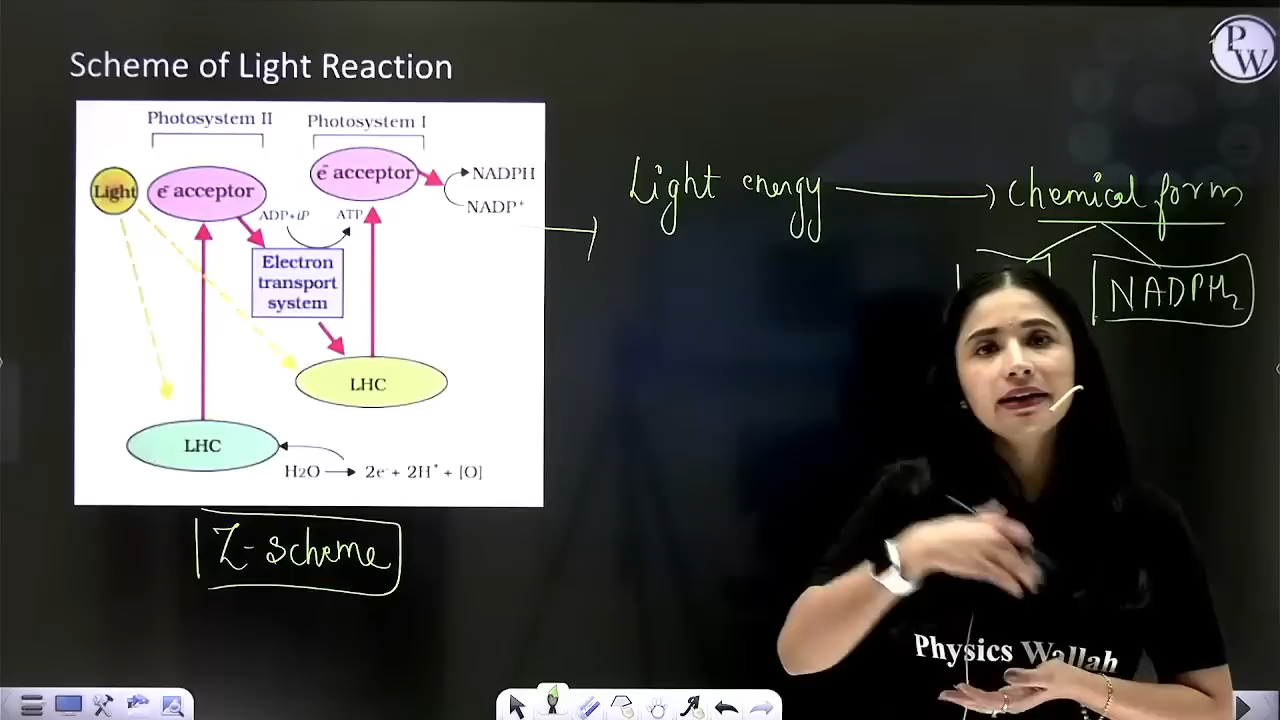 Scheme of Light Reaction
PW
Photosystem II
Photosystem I
Light
e⁻ acceptor
e⁻ acceptor
NADPH
NADP⁺
ADP+iP
ATP
Electron
transport
system
LHC
LHC
H2O → 2e⁻ + 2H⁺ + [O]
Z-scheme
Light energy → Chemical form
NADPH₂
Physics Wallah